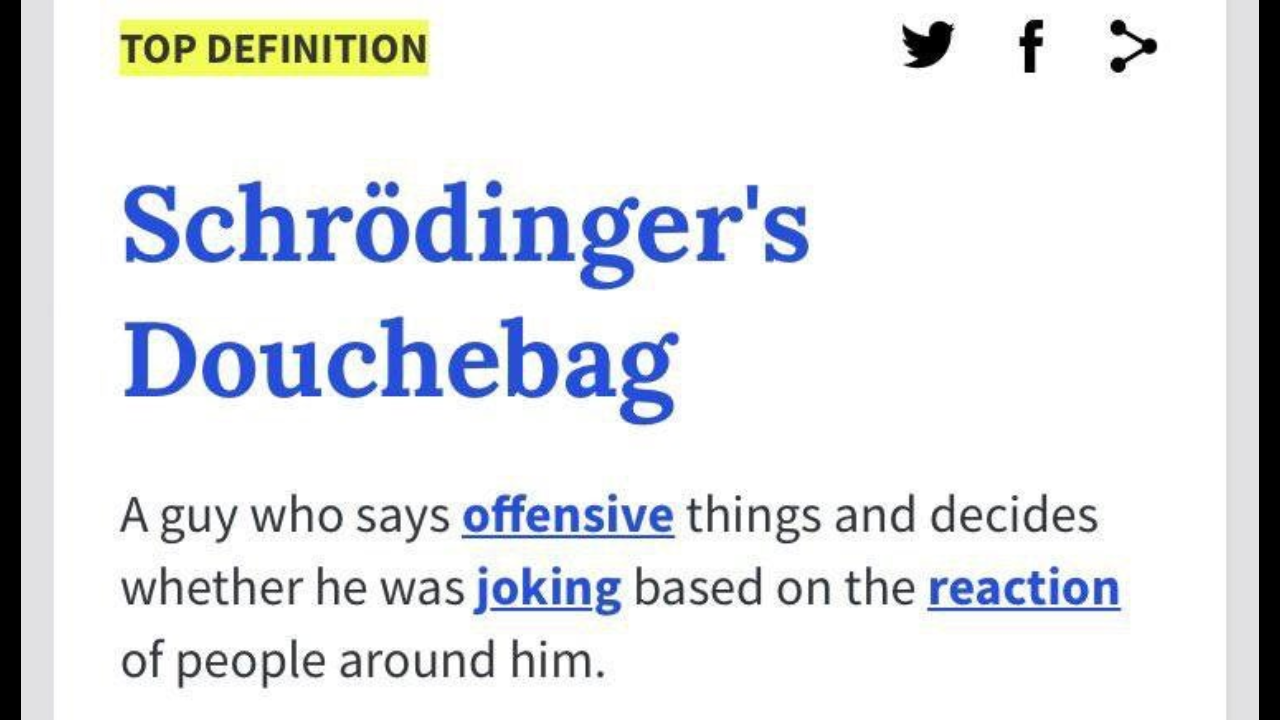 TOP DEFINITION
Schrödinger's
Douchebag
A guy who says offensive things and decides
whether he was joking based on the reaction
of people around him.